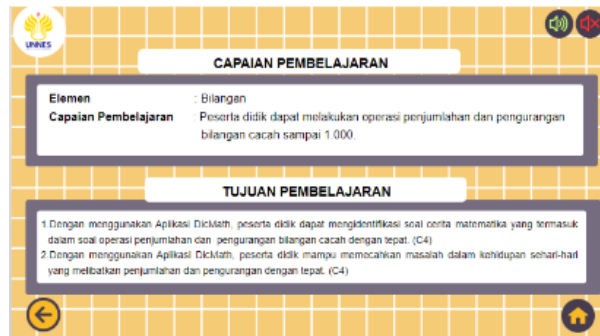 UNNES
CAPAIAN PEMBELAJARAN
Elemen : Bilangan
Capaian Pembelajaran : Peserta didik dapat melakukan operasi penjumlahan dan pengurangan
bilangan cacah sampai 1.000.
TUJUAN PEMBELAJARAN
1.Dengan menggunakan Aplikasi DicMath, peserta didik dapat mengidentifikasi soal cerita matematika yang termasuk
dalam soal operasi penjumlahan dan pengurangan bilangan cacah dengan tepat. (C4)
2.Dengan menggunakan Aplikasi DicMath, peserta didik mampu memecahkan masalah dalam kehidupan sehari-hari
yang melibatkan penjumlahan dan pengurangan dengan tepat. (C4)